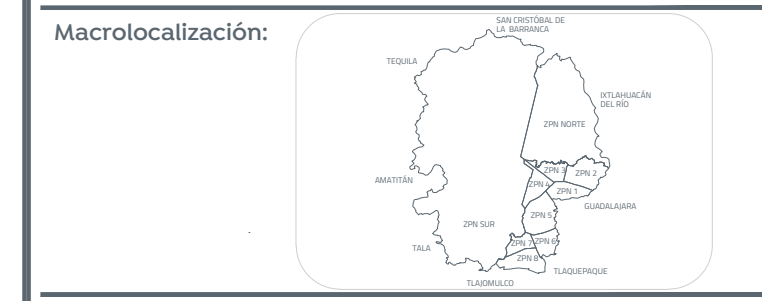 Macrolocalización:
SAN CRISTÓBAL DE
LA BARRANCA
TEQUILA
IXTLAHUACÁN
DEL RÍO
ZPN NORTE
ZPN 3
ZPN 2
AMATITÁN
ZPN 4
ZPN 1
GUADALAJARA
ZPN 5
ZPN SUR
ZPN 7
ZPN 6
TALA
ZPN 8
TLAQUEPAQUE
TLAJOMULCO